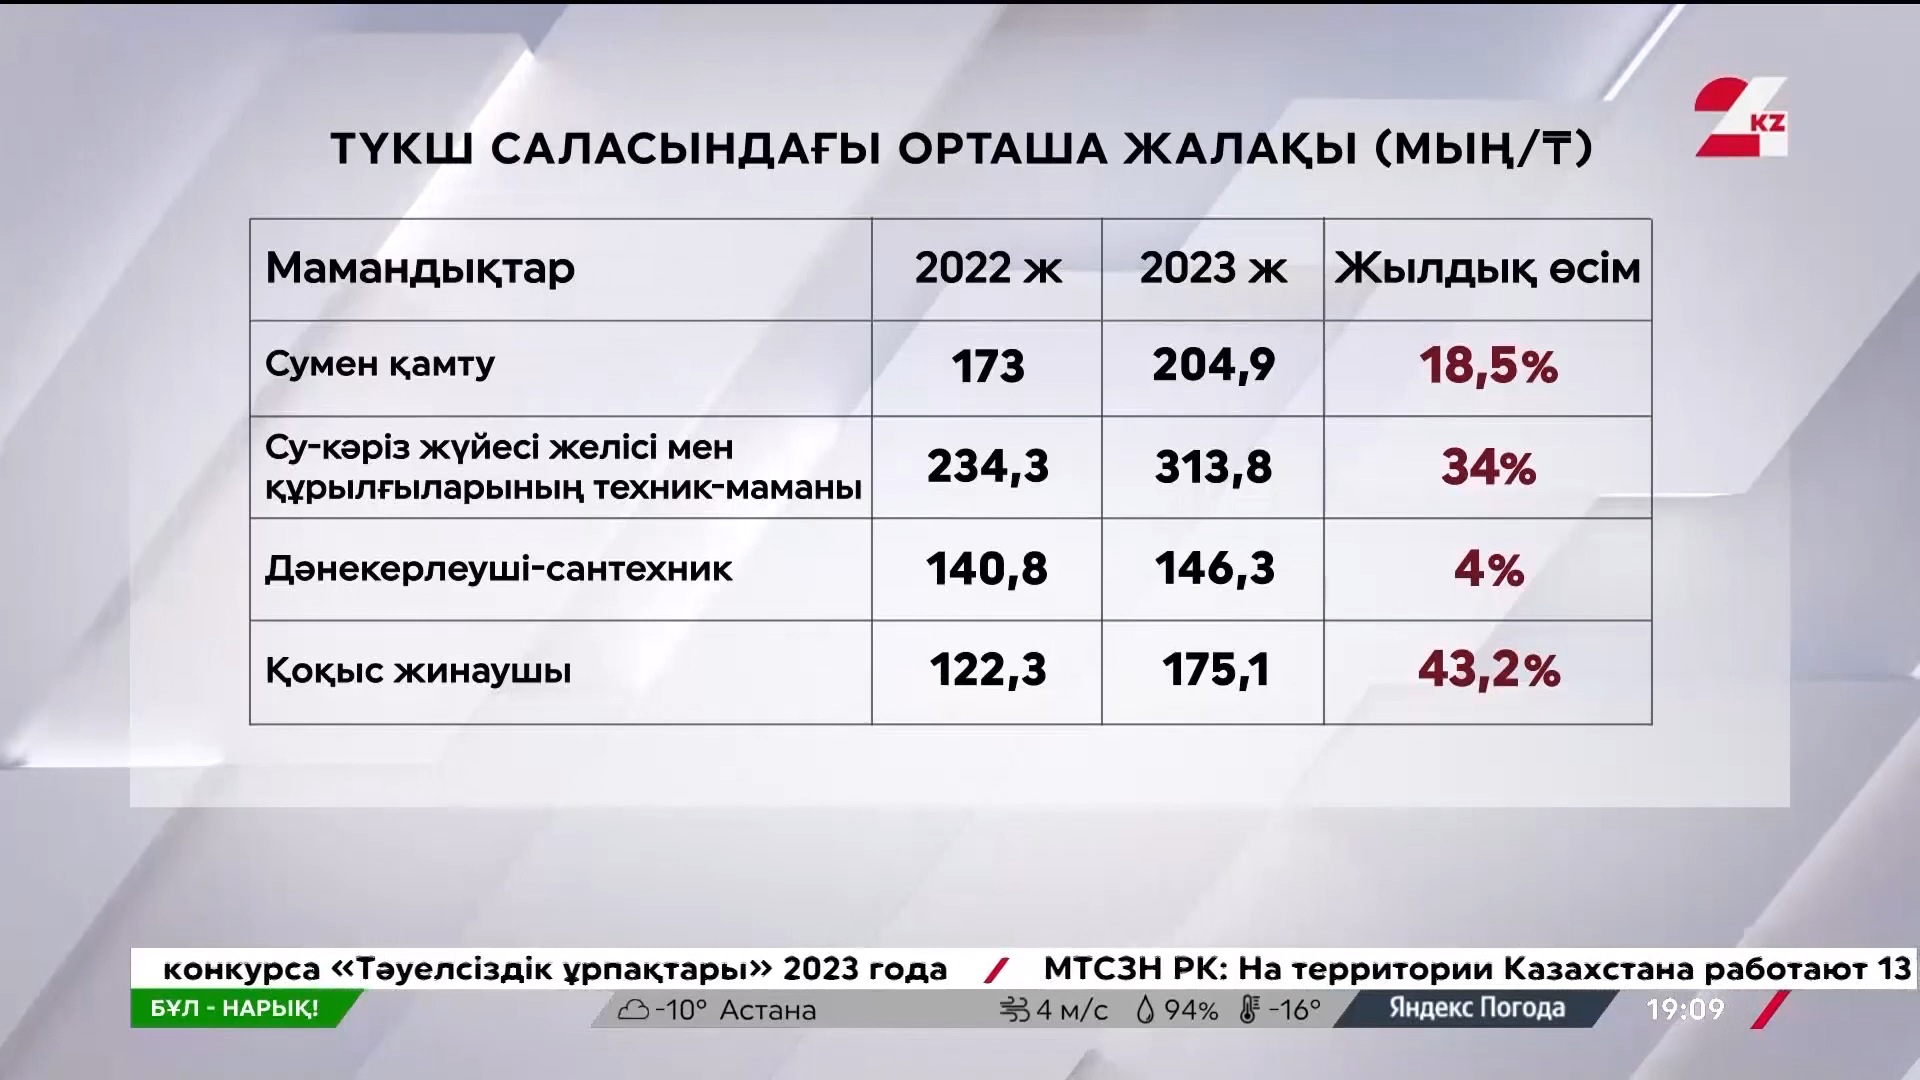 24KZ
ТҮКШ САЛАСЫНДАҒЫ ОРТАША ЖАЛАҚЫ (МЫҢ/₸)
Мамандықтар 2022 ж 2023 ж Жылдық өсім
Сумен қамту 173 204,9 18,5%
Су-кәріз жүйесі желісі мен
құрылғыларының техник-маманы 234,3 313,8 34%
Дәнекерлеуші-сантехник 140,8 146,3 4%
Қоқыс жинаушы 122,3 175,1 43,2%
конкурса «Тәуелсіздік ұрпақтары» 2023 года / МТСЗН РК: На территории Казахстана работают 13
БҰЛ - НАРЫҚ! -10° Астана 4 м/с 94% -16° Яндекс Погода 19:09